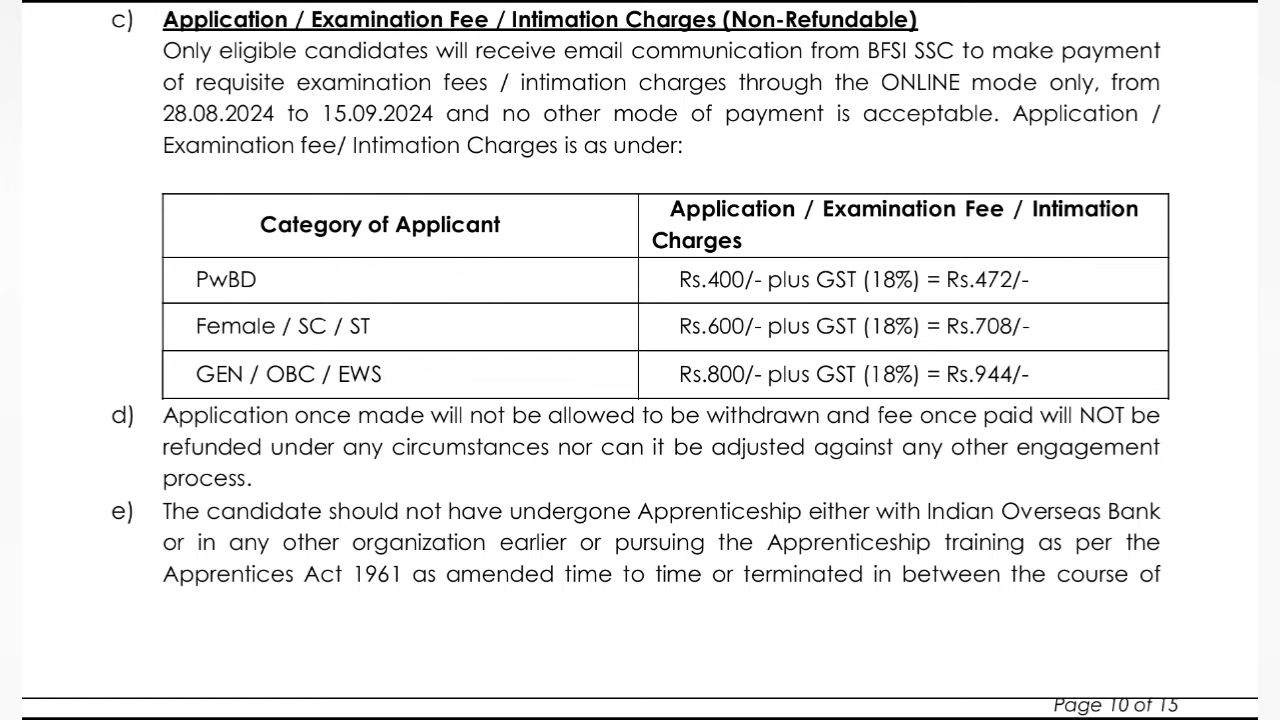 c) Application / Examination Fee / Intimation Charges (Non-Refundable)
Only eligible candidates will receive email communication from BFSI SSC to make payment
of requisite examination fees / intimation charges through the ONLINE mode only, from
28.08.2024 to 15.09.2024 and no other mode of payment is acceptable. Application /
Examination fee/ Intimation Charges is as under:
Category of Applicant
Application / Examination Fee / Intimation
Charges
PwBD
Rs.400/- plus GST (18%) = Rs.472/-
Female / SC / ST
Rs.600/- plus GST (18%) = Rs.708/-
GEN / OBC / EWS
Rs.800/- plus GST (18%) = Rs.944/-
d) Application once made will not be allowed to be withdrawn and fee once paid will NOT be
refunded under any circumstances nor can it be adjusted against any other engagement
process.
e) The candidate should not have undergone Apprenticeship either with Indian Overseas Bank
or in any other organization earlier or pursuing the Apprenticeship training as per the
Apprentices Act 1961 as amended time to time or terminated in between the course of
Page 10 of 15